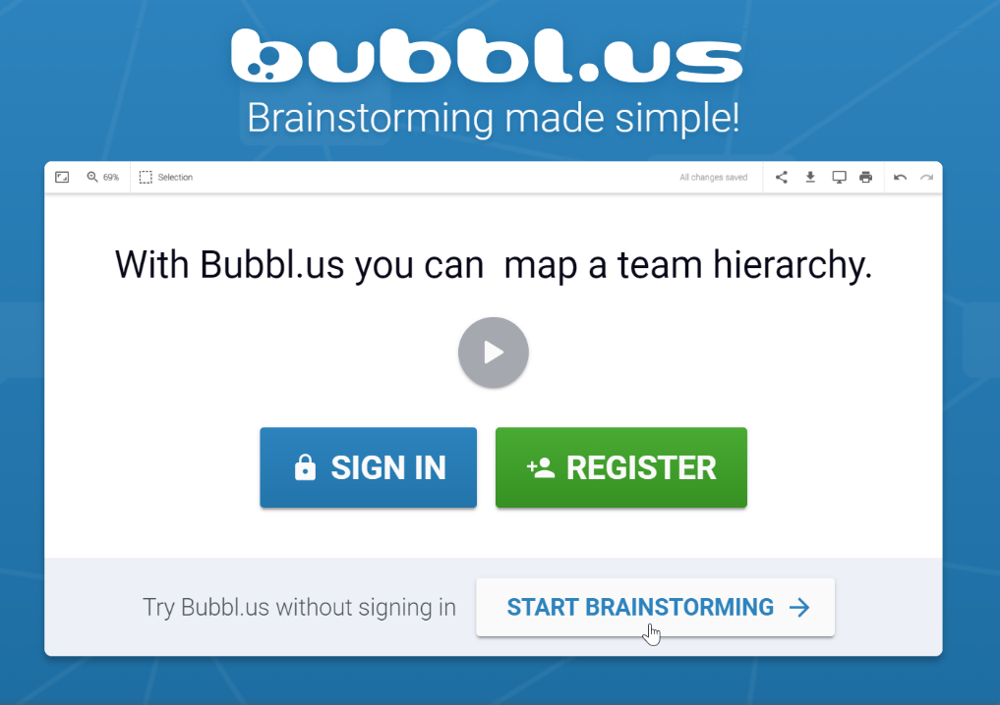 bubbl.us
Brainstorming made simple!
69% Selection All changes saved
With Bubbl.us you can map a team hierarchy.
SIGN IN REGISTER
Try Bubbl.us without signing in START BRAINSTORMING